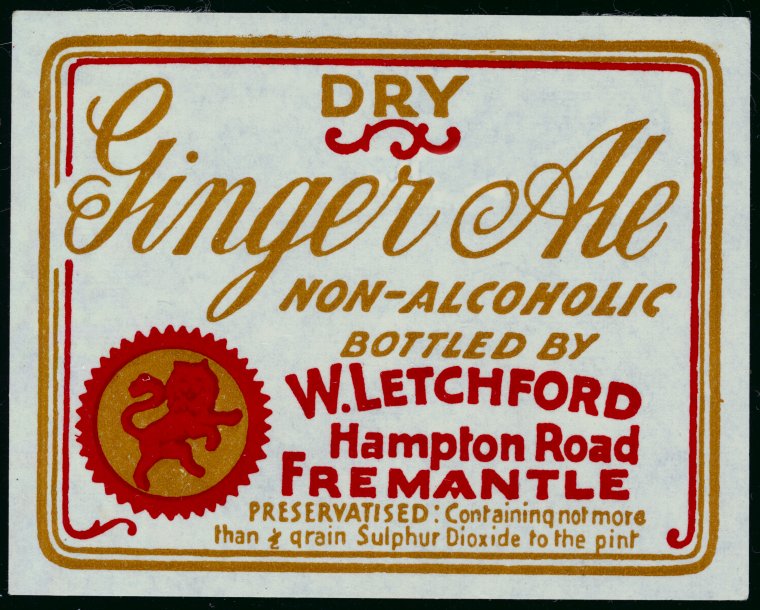 DRY
Ginger Ale
NON-ALCOHOLIC
BOTTLED BY
W. LETCHFORD
Hampton Road
FREMANTLE
PRESERVATISED: Containing not more
than ½ grain Sulphur Dioxide to the pint